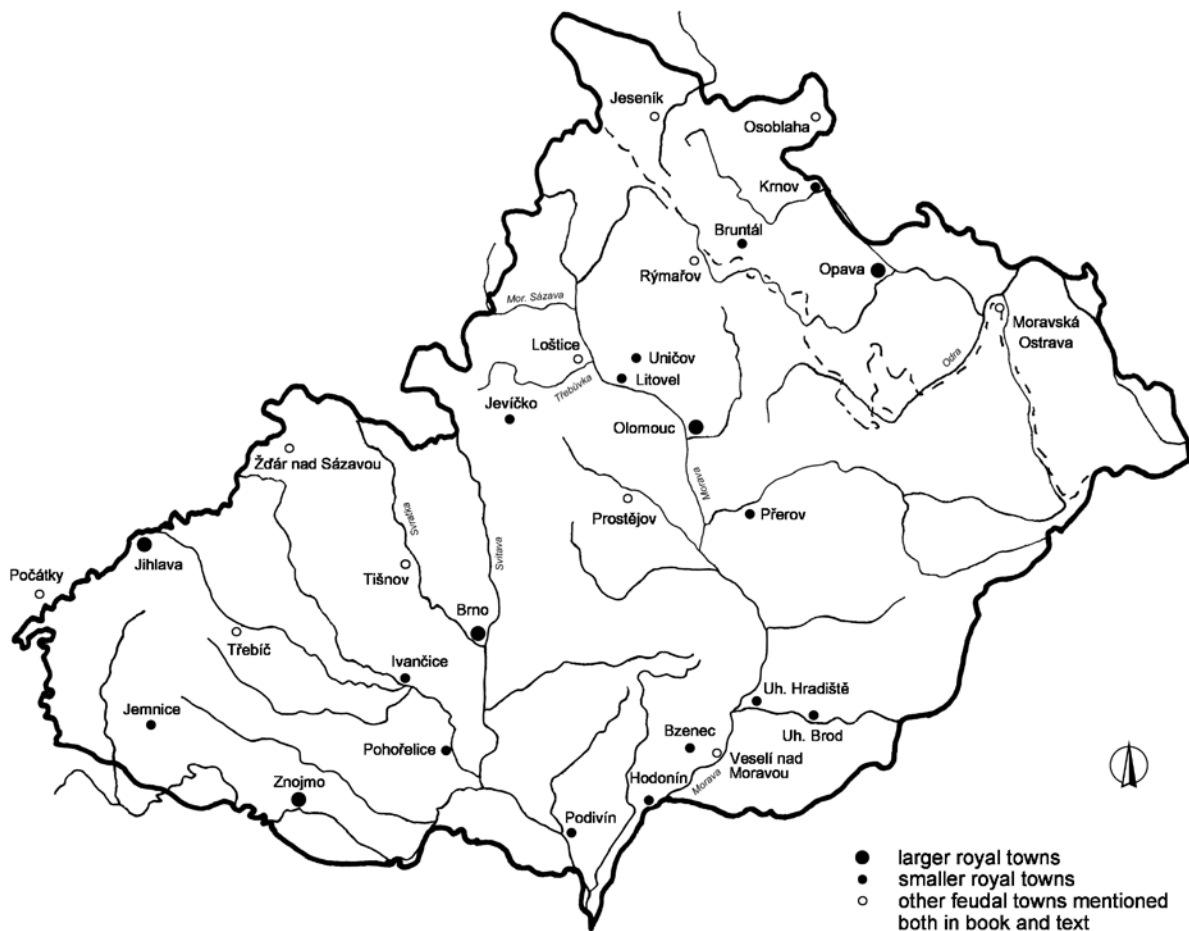 Jeseník
Osoblaha
Krnov
Bruntál
Rýmařov
Opava
Mor. Sázava
Moravská
Ostrava
Loštice
Uničov
Odra
Litovel
Třebůvka
Jevíčko
Olomouc
Žďár nad Sázavou
Morava
Svratka
Prostějov
Přerov
Jihlava
Svitava
Počátky
Tišnov
Brno
Třebíč
Ivančice
Uh. Hradiště
Jemnice
Bzenec
Uh. Brod
Pohořelice
Veselí nad
Moravou
Znojmo
Hodonín
Morava
Podivín
larger royal towns
smaller royal towns
other feudal towns mentioned
both in book and text